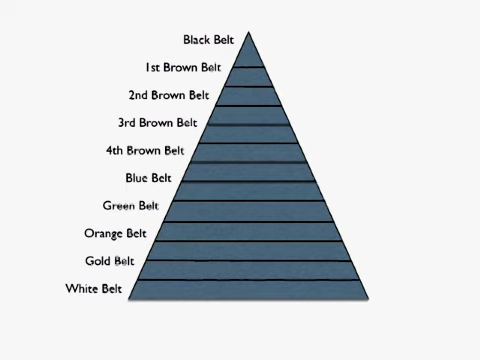 Black Belt
1st Brown Belt
2nd Brown Belt
3rd Brown Belt
4th Brown Belt
Blue Belt
Green Belt
Orange Belt
Gold Belt
White Belt